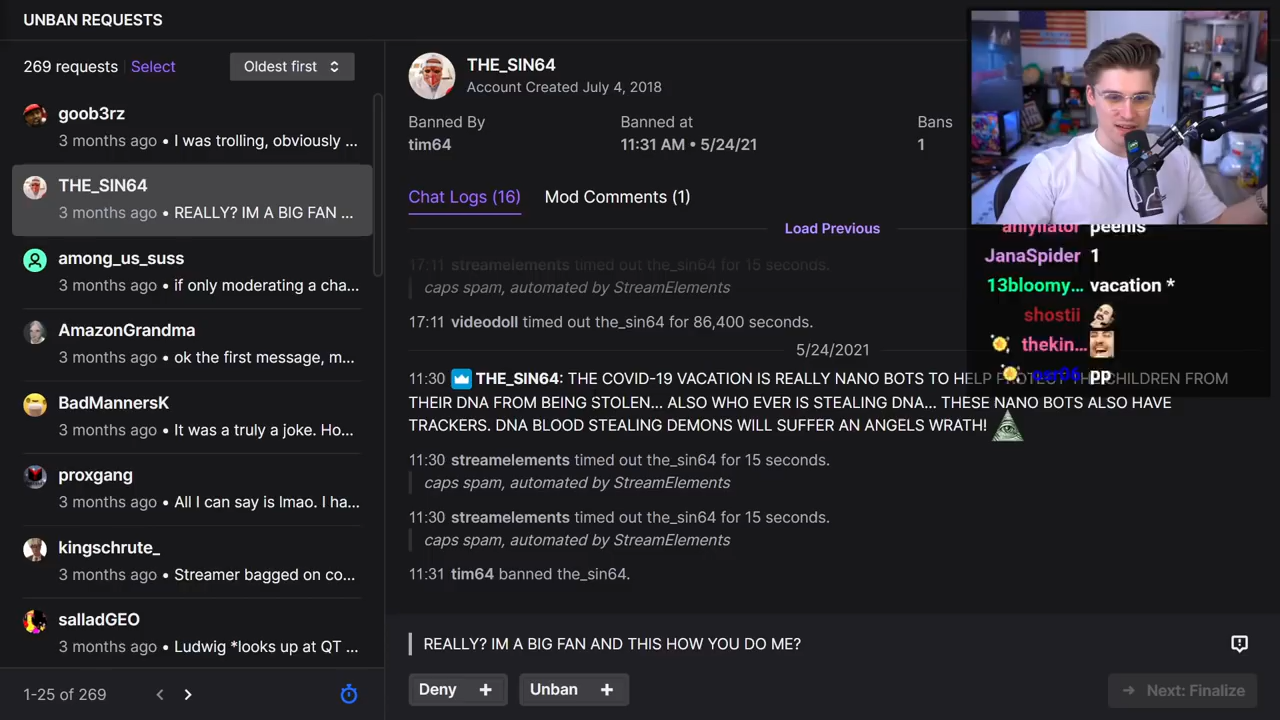 UNBAN REQUESTS
269 requests Select Oldest first
goob3rz
3 months ago • I was trolling, obviously ...
THE_SIN64
3 months ago • REALLY? IM A BIG FAN ...
among_us_suss
3 months ago • if only moderating a cha...
AmazonGrandma
3 months ago • ok the first message, m...
BadMannersK
3 months ago • It was a truly a joke. Ho...
proxgang
3 months ago • All I can say is lmao. I ha...
kingschrute_
3 months ago • Streamer bagged on co...
salladGEO
3 months ago • Ludwig *looks up at QT ...
1-25 of 269
THE_SIN64
Account Created July 4, 2018
Banned By Banned at Bans
tim64 11:31 AM • 5/24/21 1
Chat Logs (16) Mod Comments (1)
Load Previous
17:11 streamelements timed out the_sin64 for 15 seconds.
caps spam, automated by StreamElements
17:11 videodoll timed out the_sin64 for 86,400 seconds.
5/24/2021
11:30 THE_SIN64: THE COVID-19 VACATION IS REALLY NANO BOTS TO HELP PROTECT THE CHILDREN FROM
THEIR DNA FROM BEING STOLEN... ALSO WHO EVER IS STEALING DNA... THESE NANO BOTS ALSO HAVE
TRACKERS. DNA BLOOD STEALING DEMONS WILL SUFFER AN ANGELS WRATH!
11:30 streamelements timed out the_sin64 for 15 seconds.
caps spam, automated by StreamElements
11:30 streamelements timed out the_sin64 for 15 seconds.
caps spam, automated by StreamElements
11:31 tim64 banned the_sin64.
REALLY? IM A BIG FAN AND THIS HOW YOU DO ME?
Deny + Unban + Next: Finalize
peenis
JanaSpider 1
13bloomy... vacation *
shostii
thekin...
pp